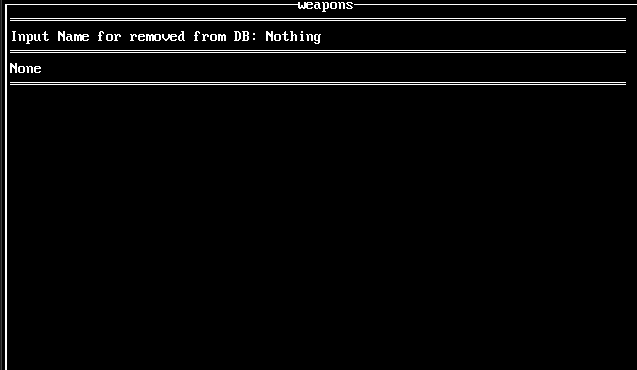 Weapons
Input Name for removed from DB: Nothing
None